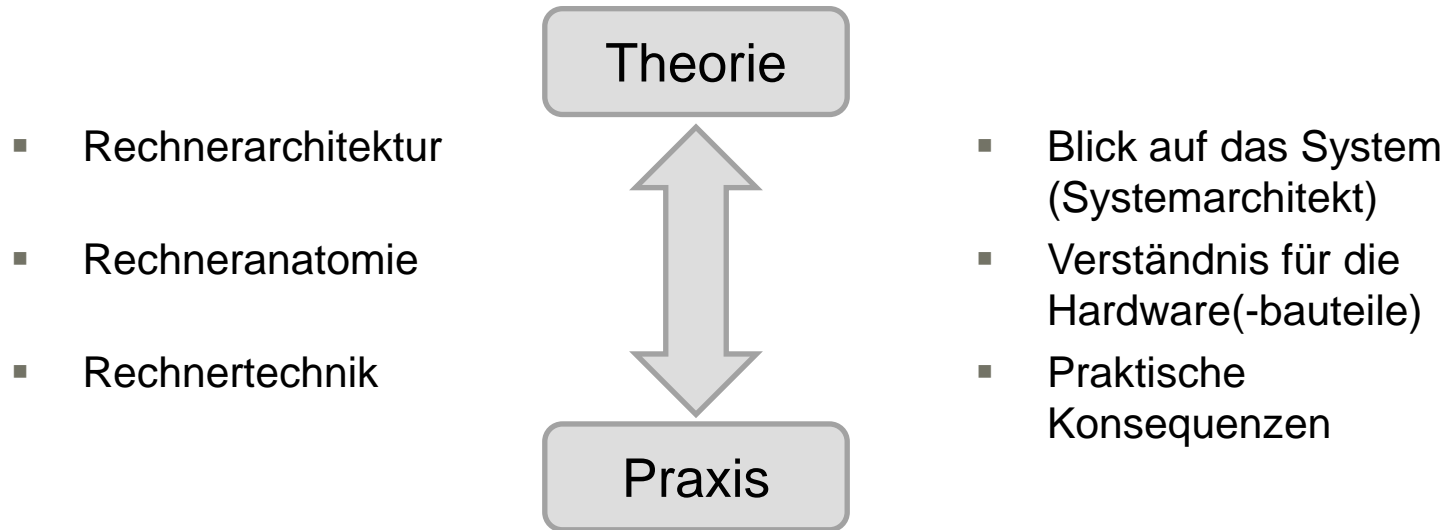 Theorie
▪ Rechnerarchitektur
▪ Rechneranatomie
▪ Rechnertechnik
▪ Blick auf das System
(Systemarchitekt)
▪ Verständnis für die
Hardware(-bauteile)
▪ Praktische
Konsequenzen
Praxis